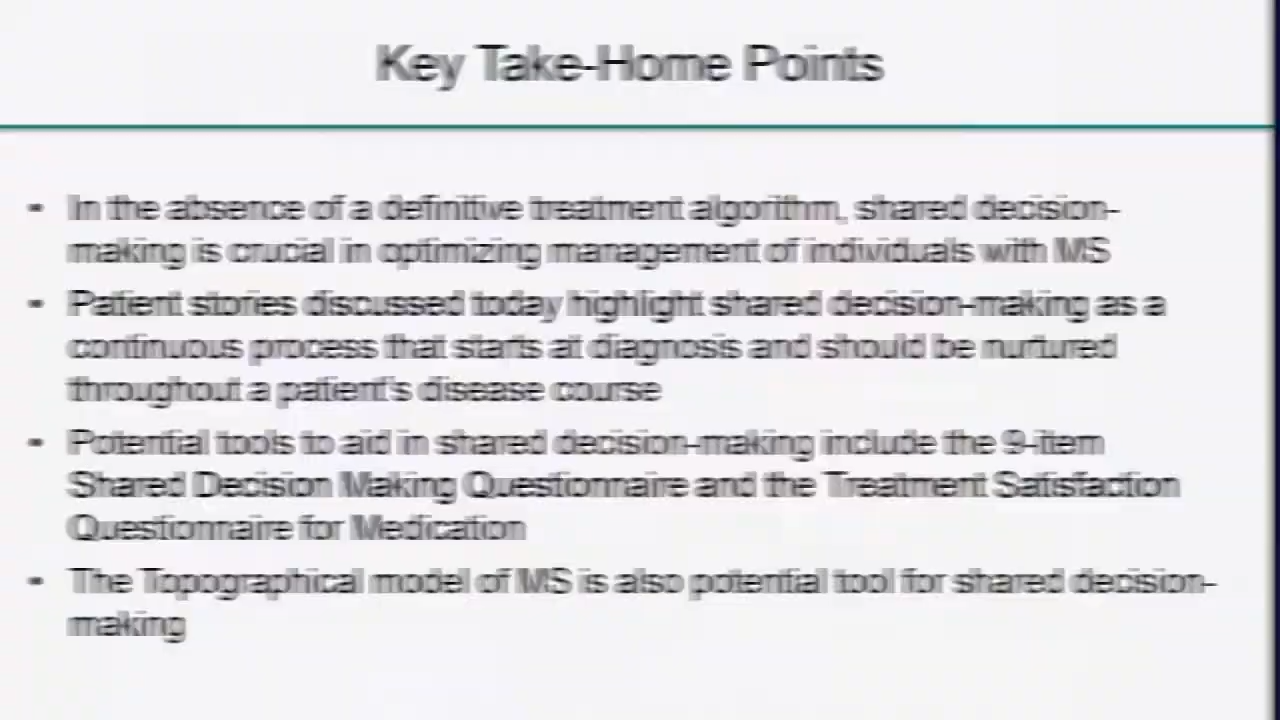 Key Take-Home Points
- In the absence of a definitive treatment algorithm, shared decision-
making is crucial in optimizing management of individuals with MS
- Patient stories discussed today highlight shared decision-making as a
continuous process that starts at diagnosis and should be nurtured
throughout a patient's disease course
- Potential tools to aid in shared decision-making include the 9-item
Shared Decision Making Questionnaire and the Treatment Satisfaction
Questionnaire for Medication
- The Topographical model of MS is also potential tool for shared decision-
making